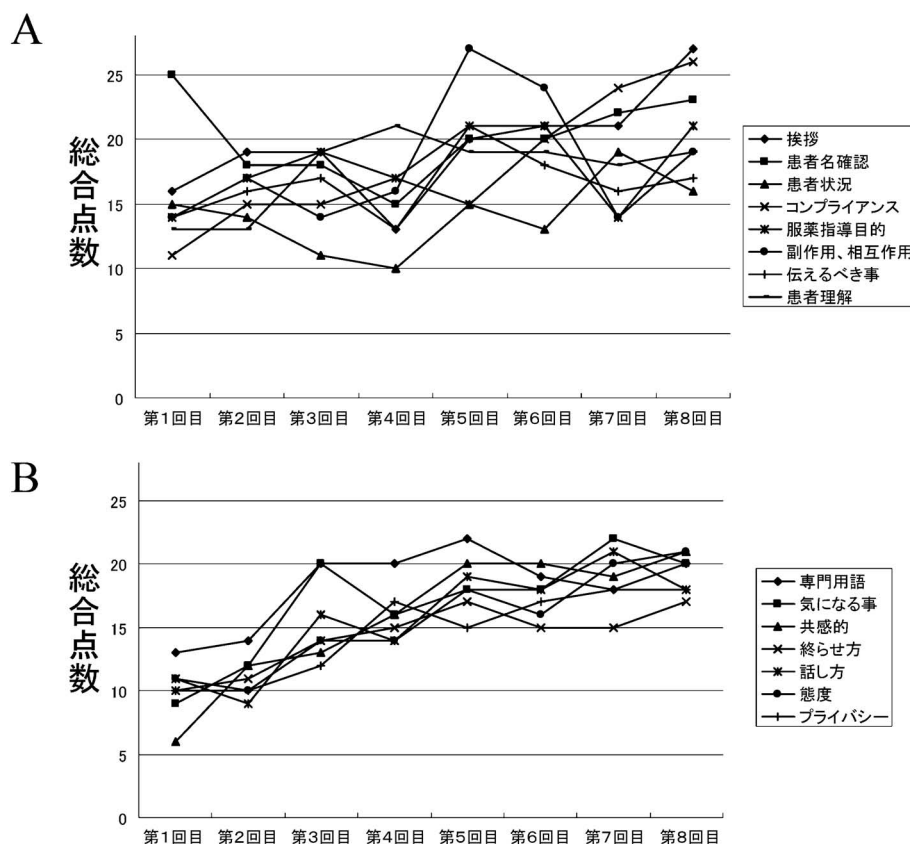 A
総合点数
25
20
15
10
5
0
第1回目 第2回目 第3回目 第4回目 第5回目 第6回目 第7回目 第8回目
挨拶
患者名確認
患者状況
コンプライアンス
服薬指導目的
副作用、相互作用
伝えるべき事
患者理解
B
総合点数
25
20
15
10
5
0
第1回目 第2回目 第3回目 第4回目 第5回目 第6回目 第7回目 第8回目
専門用語
気になる事
共感的
終らせ方
話し方
態度
プライバシー